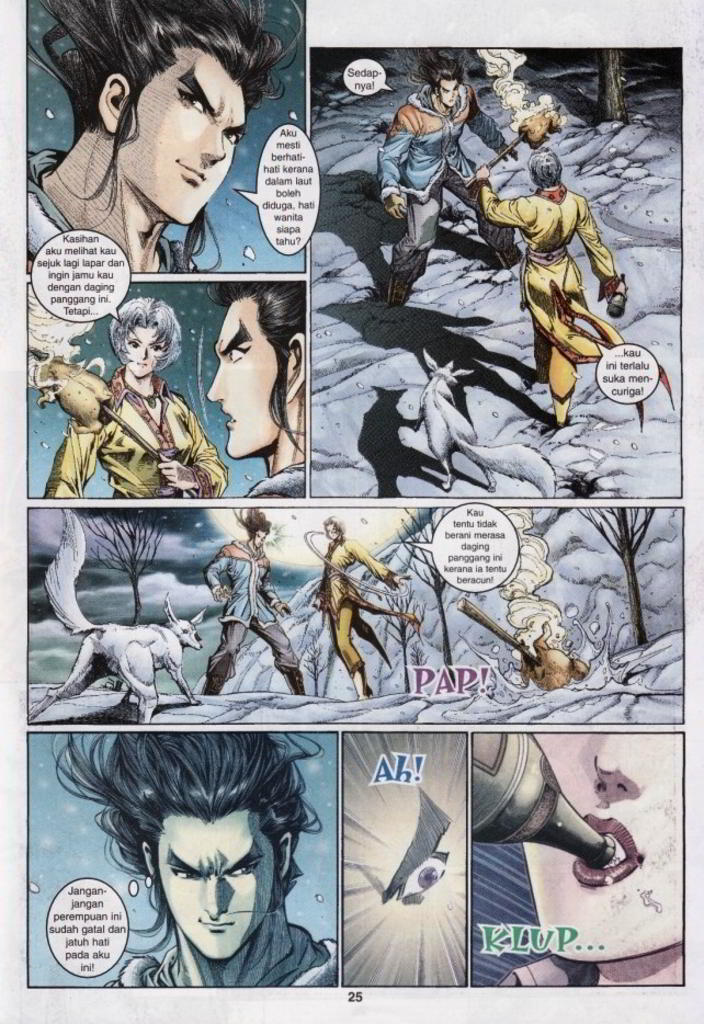 Aku
mesti
berhati-
hati kerana
dalam laut
boleh
diduga, hati
wanita
siapa
tahu?
Kasihan
aku melihat kau
sejuk lagi lapar dan
ingin jamu kau
dengan daging
panggang ini.
Tetapi...
Sedap-
nya!
...kau
ini terlalu
suka men-
curiga!
Kau
tentu tidak
berani merasa
daging
panggang ini
kerana ia tentu
beracun!
PAP!
Jangan-
jangan
perempuan ini
sudah gatal dan
jatuh hati
pada aku
ini!
Ah!
KLUP...
25